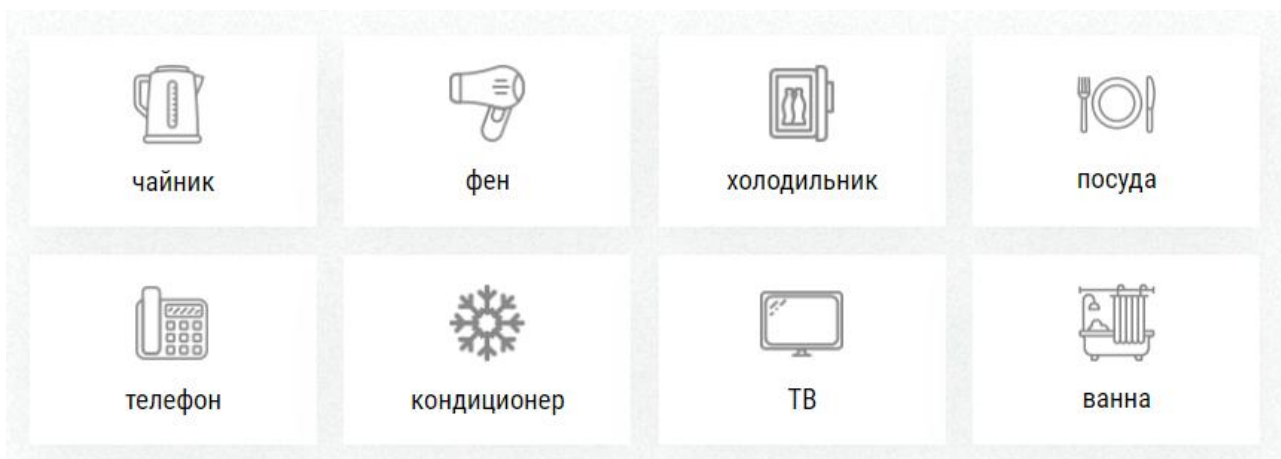 чайник
фен
холодильник
посуда
телефон
кондиционер
ТВ
ванна